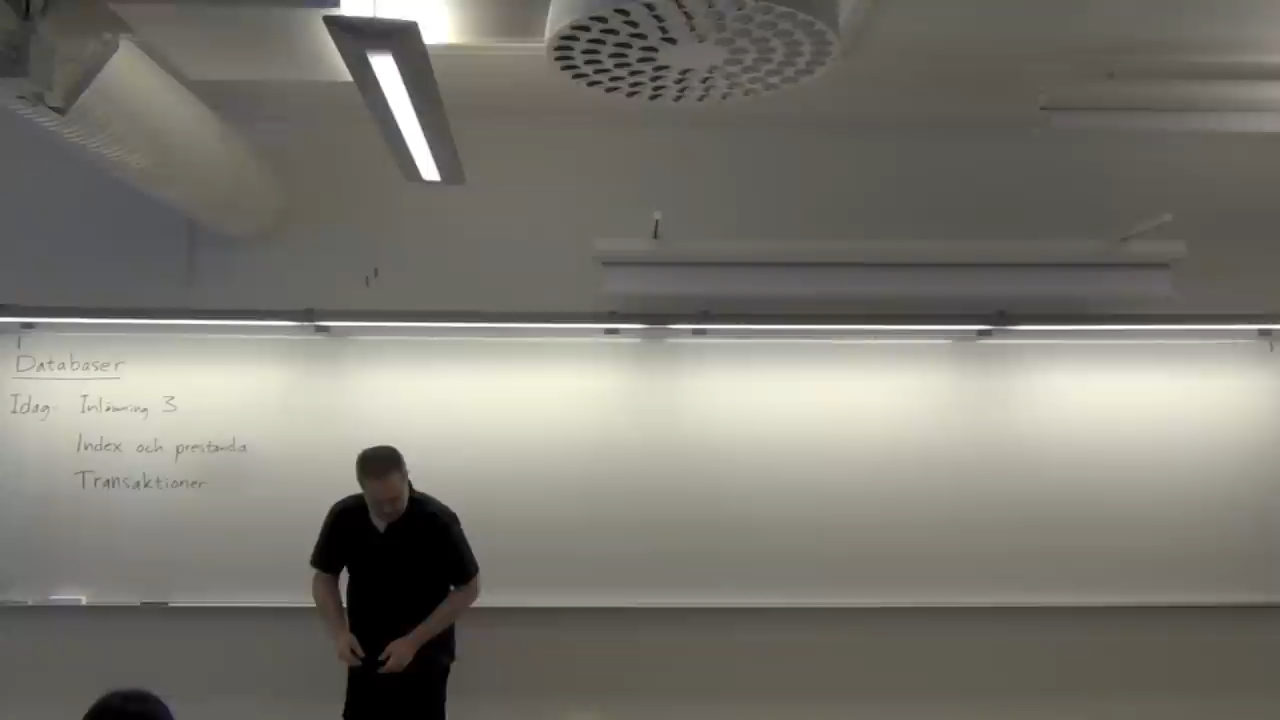 Databaser
Idag: Inlämning 3
Index och prestanda
Transaktioner